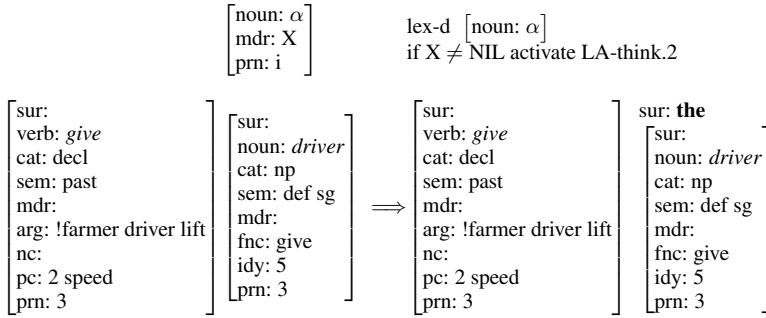 noun: α
mdr: X
prn: i
lex-d [noun: α]
if X ≠ NIL activate LA-think.2
sur:
verb: give
cat: decl
sem: past
mdr:
arg: !farmer driver lift
nc:
pc: 2 speed
prn: 3
sur:
noun: driver
cat: np
sem: def sg
mdr:
fnc: give
idy: 5
prn: 3
⟹
sur:
verb: give
cat: decl
sem: past
mdr:
arg: !farmer driver lift
nc:
pc: 2 speed
prn: 3
sur: the
sur:
noun: driver
cat: np
sem: def sg
mdr:
fnc: give
idy: 5
prn: 3